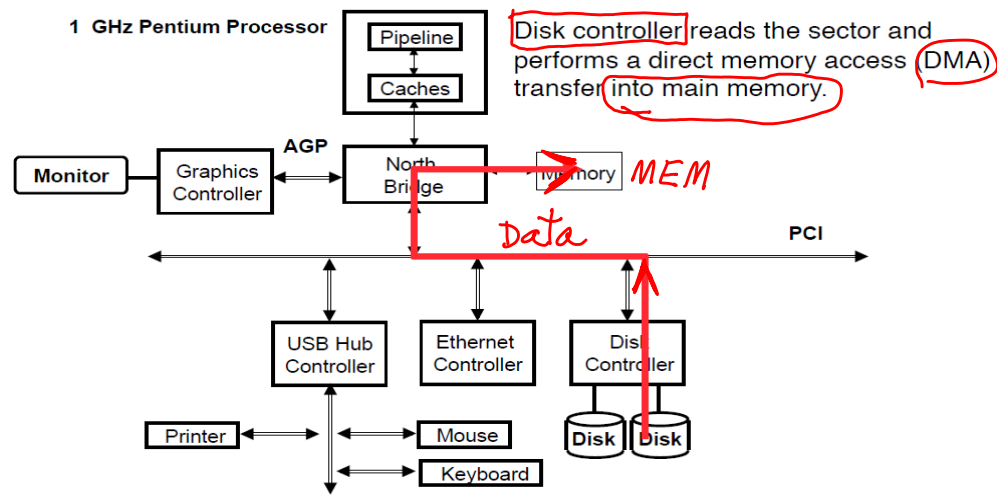 1 GHz Pentium Processor
Pipeline
Caches
Disk controller reads the sector and
performs a direct memory access (DMA)
transfer into main memory.
AGP
Monitor
Graphics
Controller
North
Bridge
Memory
MEM
Data
PCI
USB Hub
Controller
Ethernet
Controller
Disk
Controller
Printer
Mouse
Keyboard
Disk
Disk